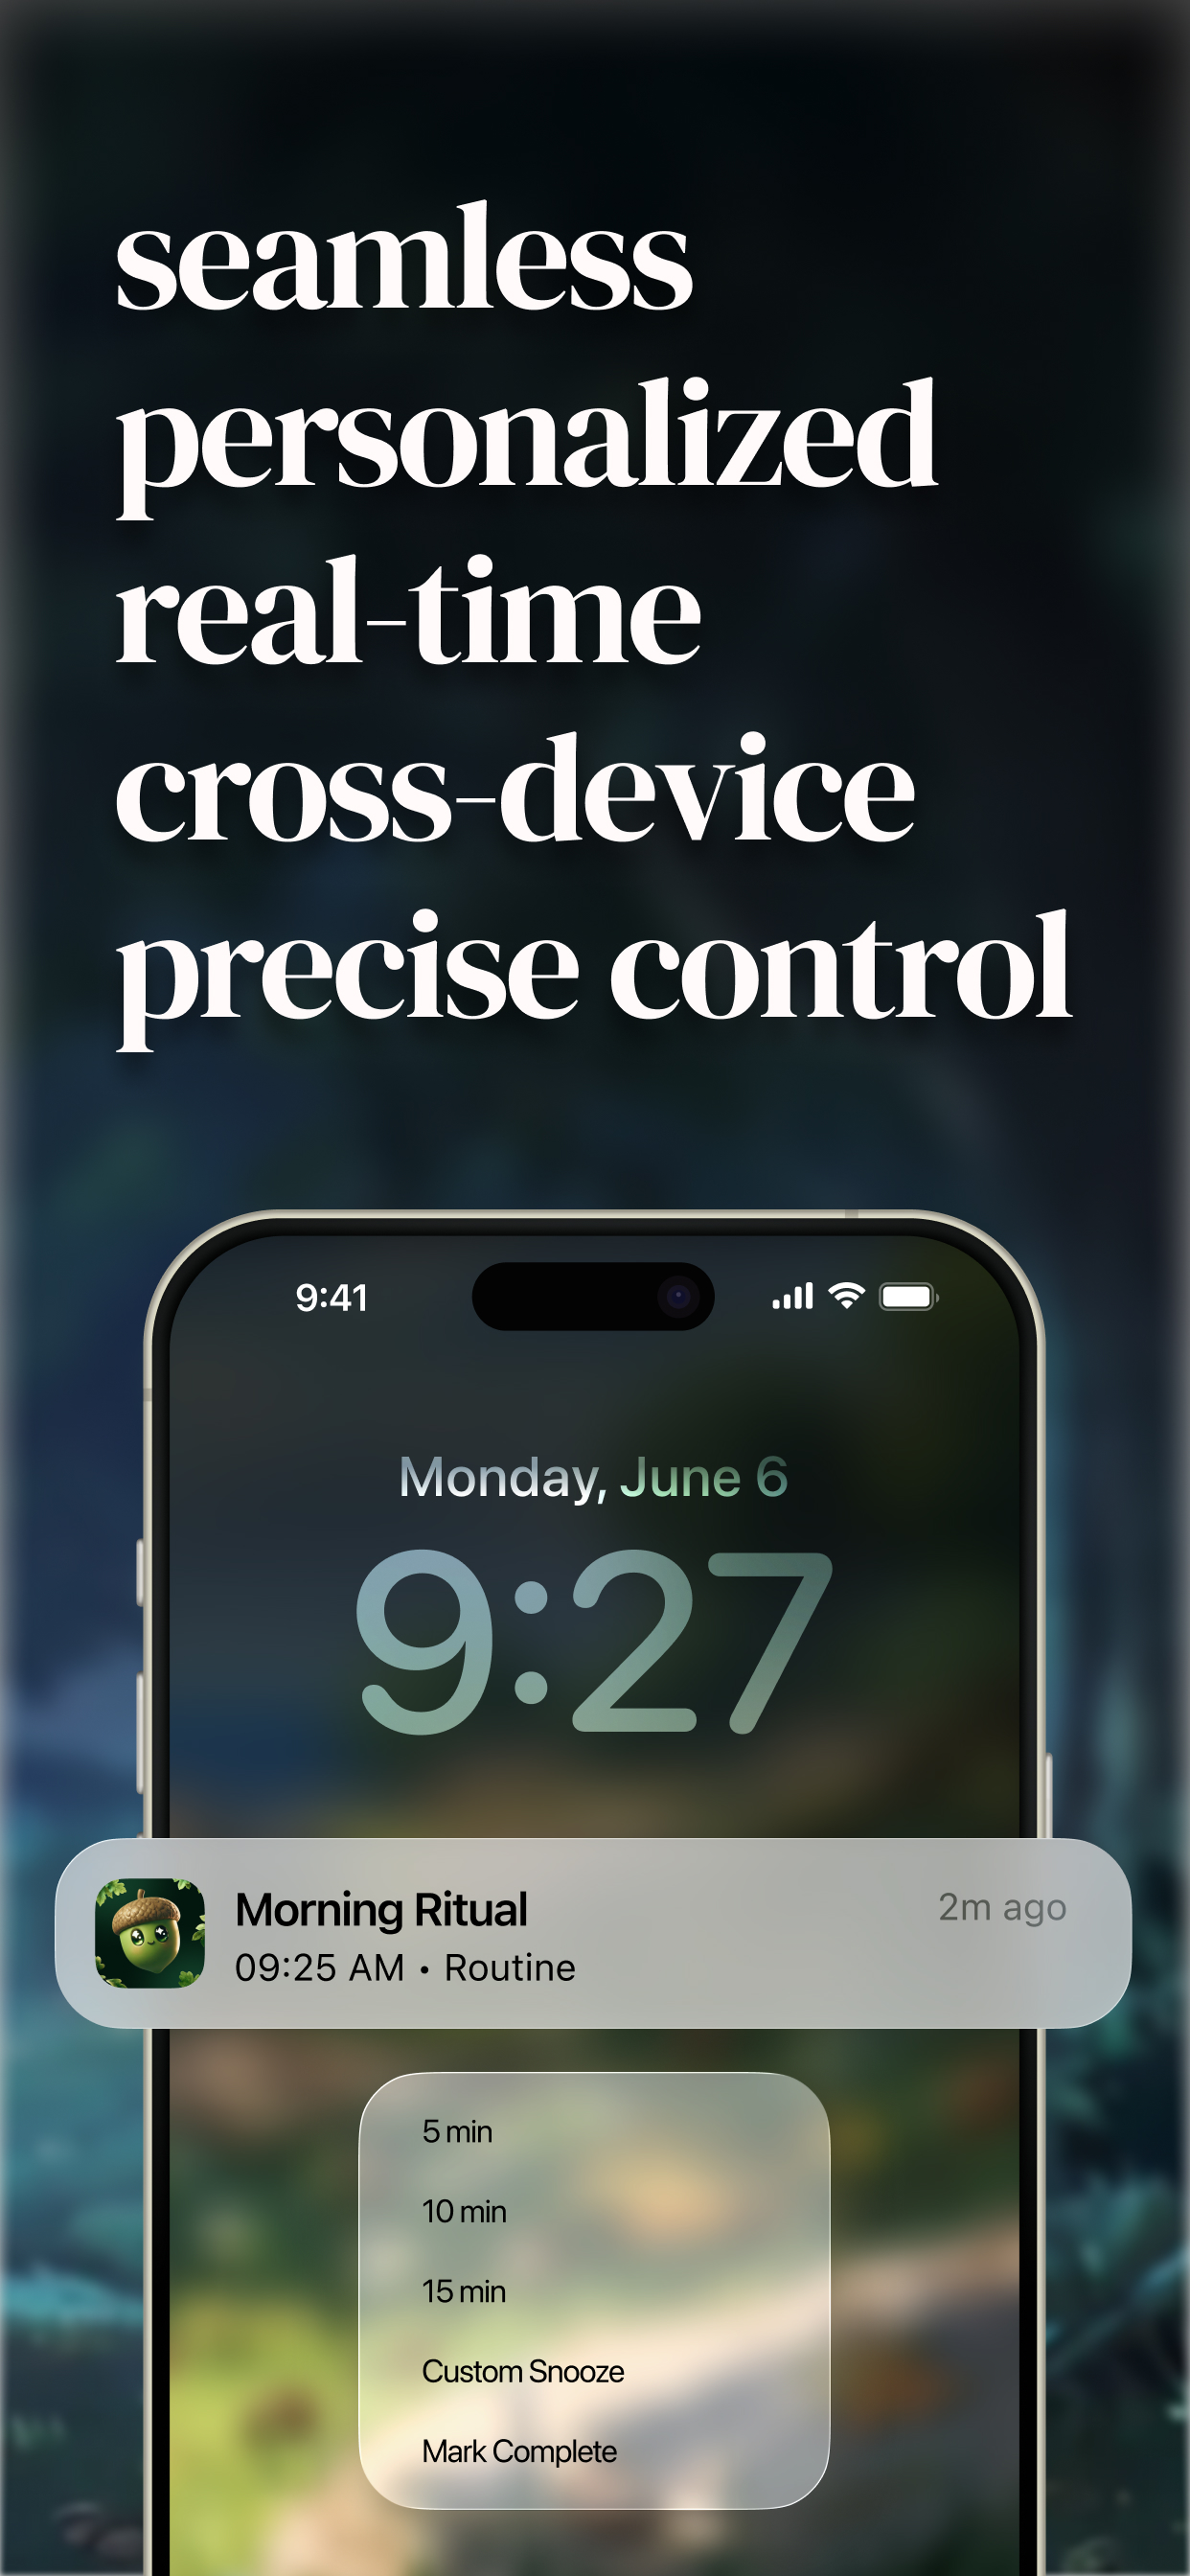 seamless
personalized
real-time
cross-device
precise control
9:41
Monday, June 6
9:27
Morning Ritual
2m ago
09:25 AM • Routine
5 min
10 min
15 min
Custom Snooze
Mark Complete